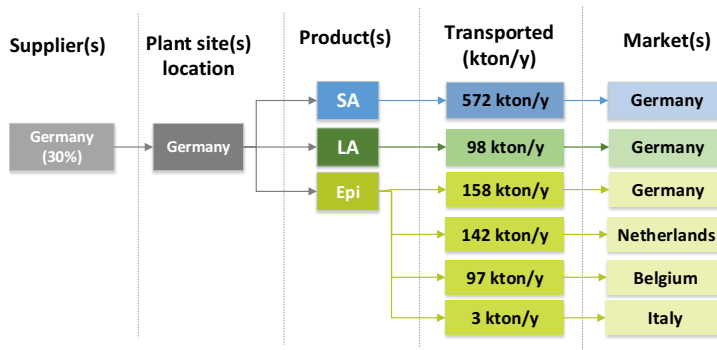 Supplier(s)
Plant site(s)
location
Product(s)
Transported
(kton/y)
Market(s)
Germany
(30%)
Germany
SA
572 kton/y
Germany
LA
98 kton/y
Germany
Epi
158 kton/y
Germany
142 kton/y
Netherlands
97 kton/y
Belgium
3 kton/y
Italy